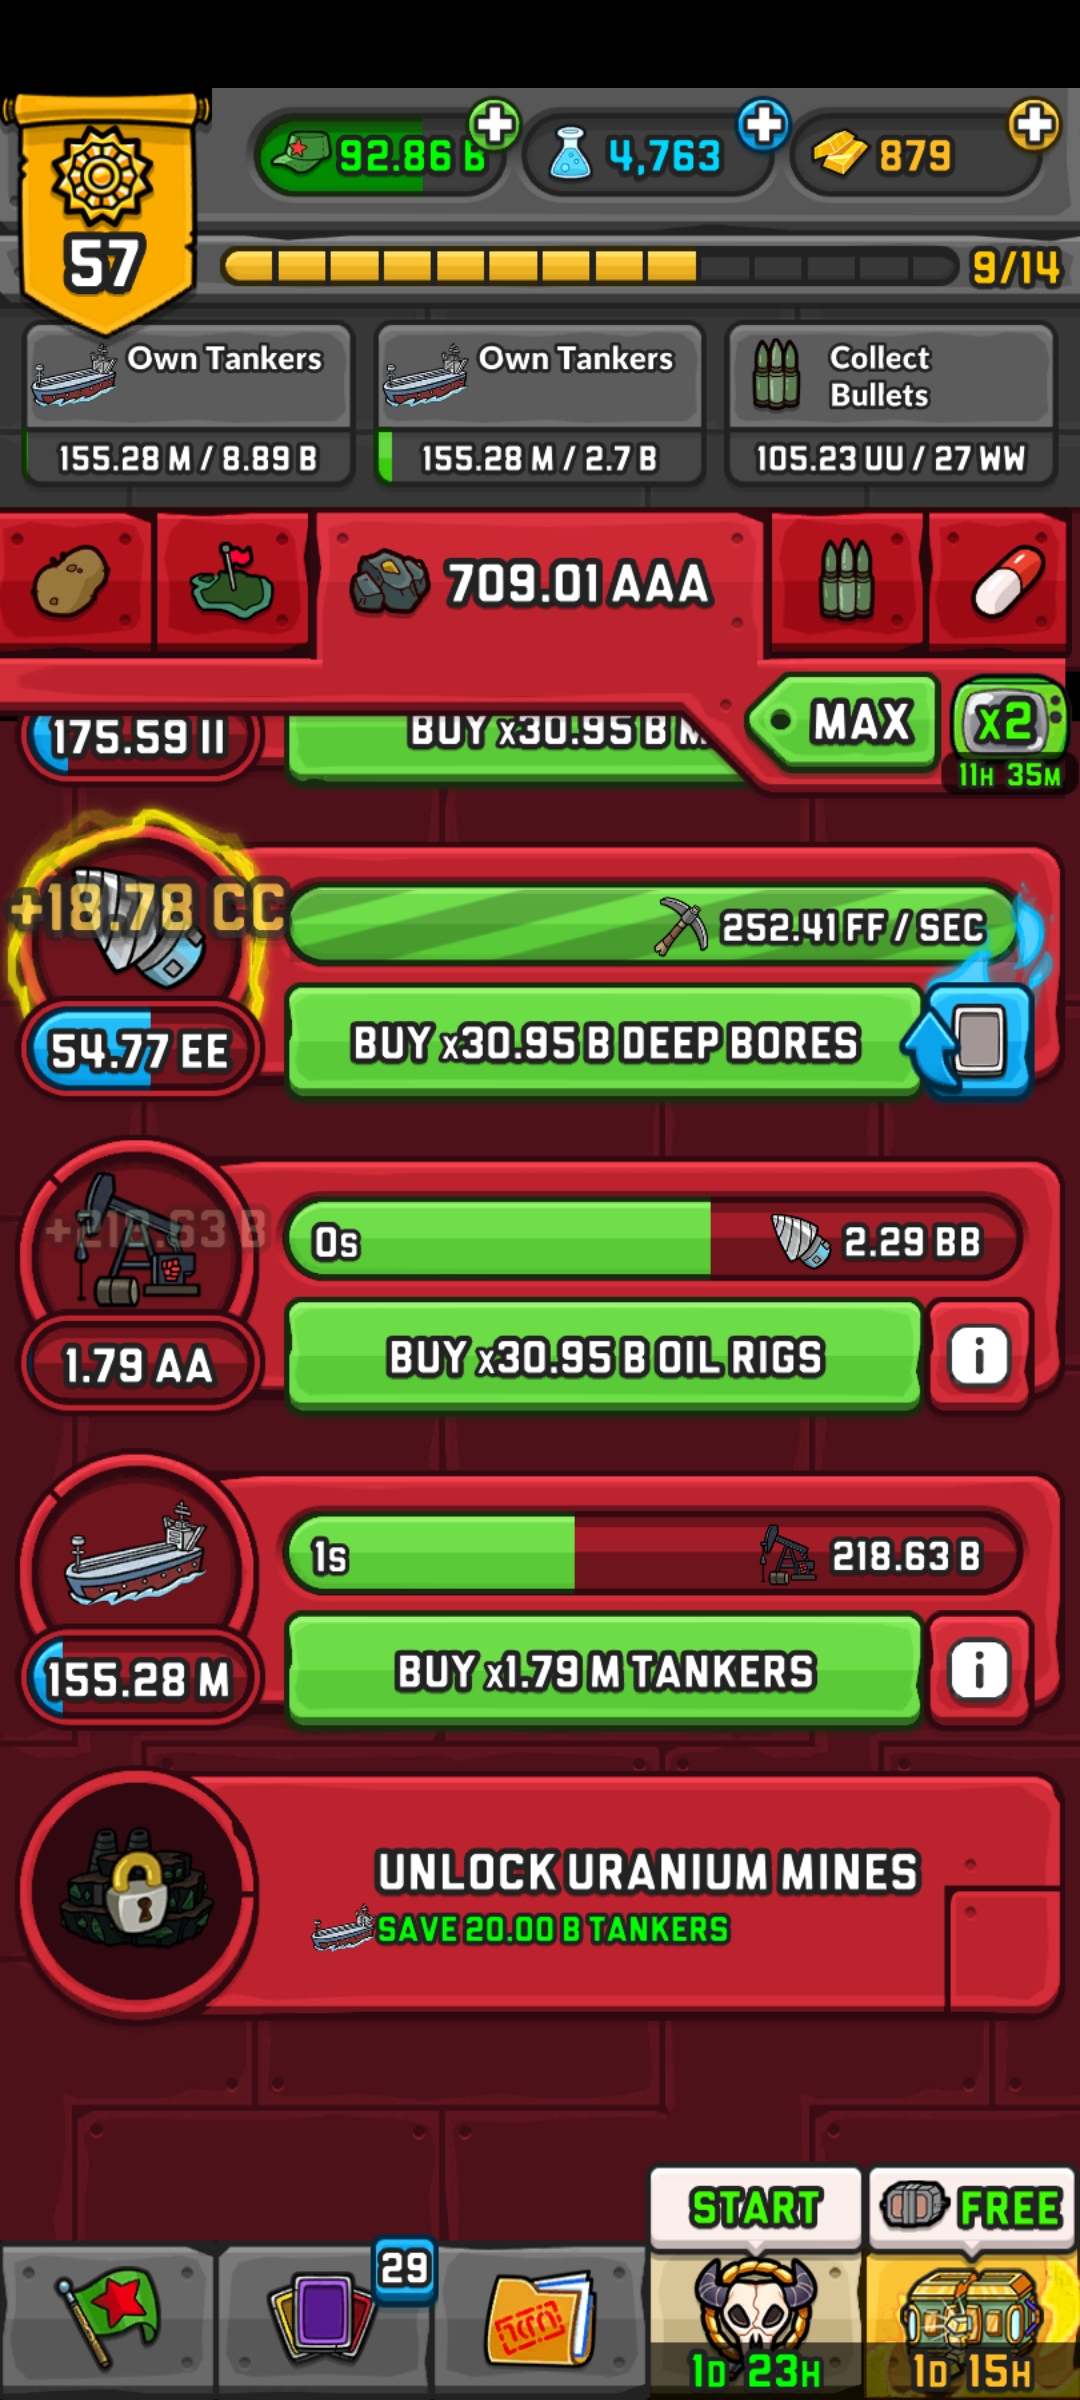 92.86 B
4,763
879
57
9/14
Own Tankers
155.28 M / 8.89 B
Own Tankers
155.28 M / 2.7 B
Collect
Bullets
105.23 UU / 27 WW
709.01 AAA
MAX
x2
11H 35M
175.59 II
BUY x30.95 B
+18.78 CC
252.41 FF / SEC
54.77 EE
BUY x30.95 B DEEP BORES
+218.63 B
0s
2.29 BB
1.79 AA
BUY x30.95 B OIL RIGS
i
1s
218.63 B
155.28 M
BUY x1.79 M TANKERS
i
UNLOCK URANIUM MINES
SAVE 20.00 B TANKERS
START
FREE
29
1D 23H
1D 15H